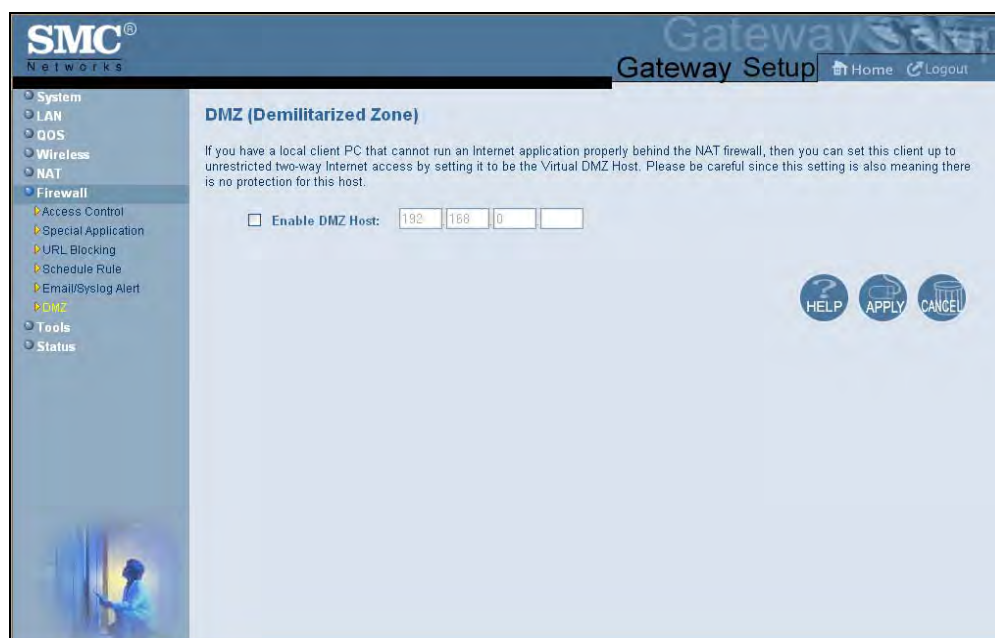 SMC®
Networks
Gateway Setup
Gateway Setup
Home
Logout
System
LAN
QOS
Wireless
NAT
Firewall
Access Control
Special Application
URL Blocking
Schedule Rule
Email/Syslog Alert
DMZ
Tools
Status
DMZ (Demilitarized Zone)
If you have a local client PC that cannot run an Internet application properly behind the NAT firewall, then you can set this client up to
unrestricted two-way Internet access by setting it to be the Virtual DMZ Host. Please be careful since this setting is also meaning there
is no protection for this host.
Enable DMZ Host: 192 .168 .0 .
HELP APPLY CANCEL